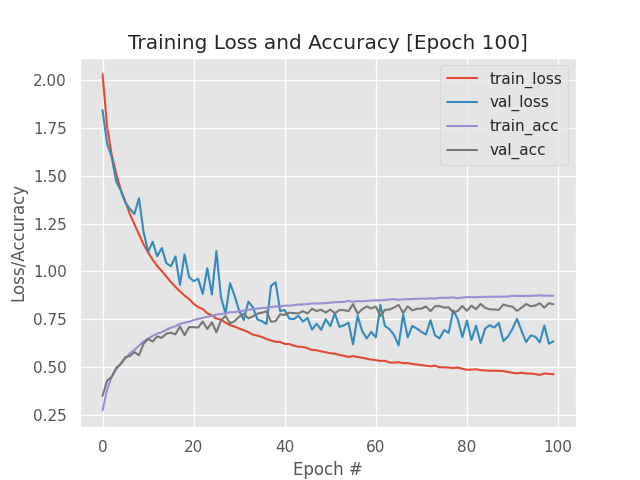 Training Loss and Accuracy [Epoch 100]
train_loss
val_loss
train_acc
val_acc
2.00
1.75
1.50
1.25
1.00
0.75
0.50
0.25
Loss/Accuracy
0 20 40 60 80 100
Epoch #